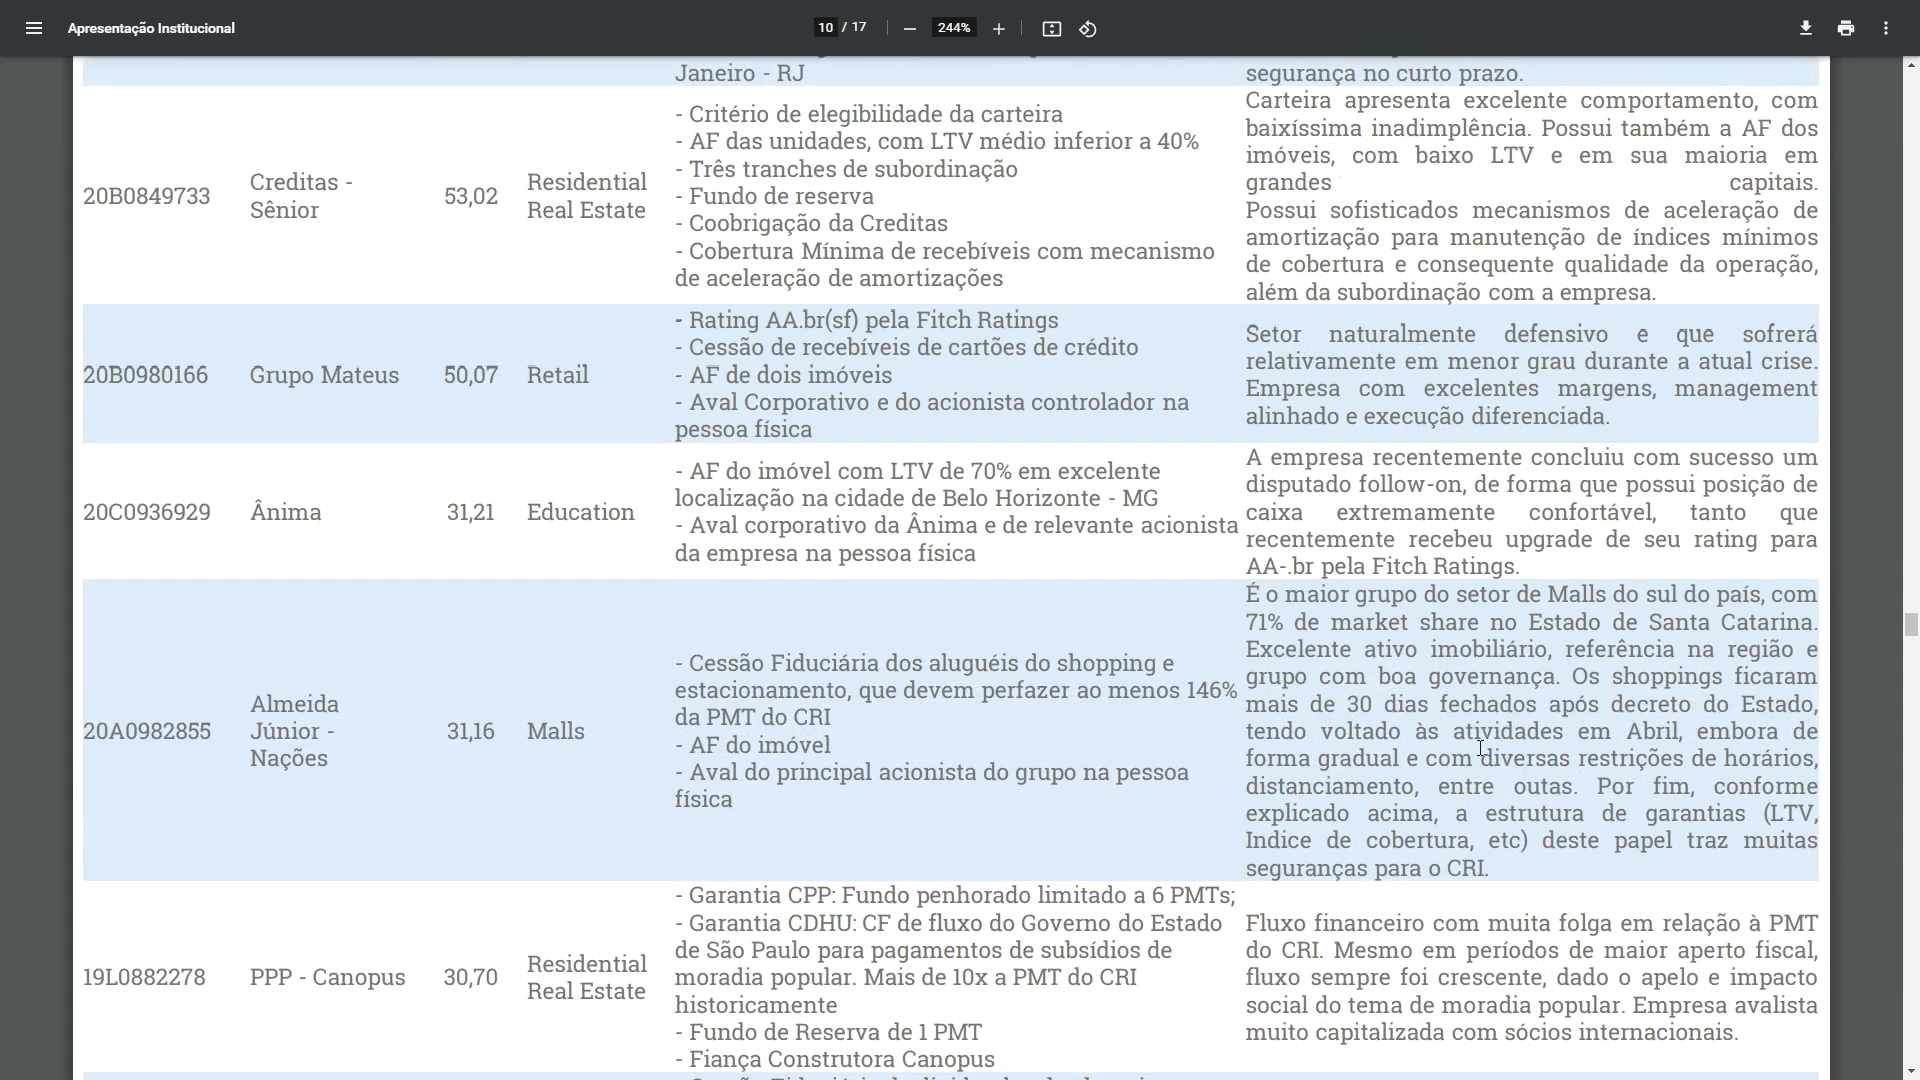 Apresentação Institucional
10 / 17
244%
Janeiro - RJ
segurança no curto prazo.
20B0849733
Creditas -
Sênior
53,02
Residential
Real Estate
- Critério de elegibilidade da carteira
- AF das unidades, com LTV médio inferior a 40%
- Três tranches de subordinação
- Fundo de reserva
- Coobrigação da Creditas
- Cobertura Mínima de recebíveis com mecanismo
de aceleração de amortizações
Carteira apresenta excelente comportamento, com
baixíssima inadimplência. Possui também a AF dos
imóveis, com baixo LTV e em sua maioria em
grandes capitais.
Possui sofisticados mecanismos de aceleração de
amortização para manutenção de índices mínimos
de cobertura e consequente qualidade da operação,
além da subordinação com a empresa.
20B0980166
Grupo Mateus
50,07
Retail
- Rating AA.br(sf) pela Fitch Ratings
- Cessão de recebíveis de cartões de crédito
- AF de dois imóveis
- Aval Corporativo e do acionista controlador na
pessoa física
Setor naturalmente defensivo e que sofrerá
relativamente em menor grau durante a atual crise.
Empresa com excelentes margens, management
alinhado e execução diferenciada.
20C0936929
Ânima
31,21
Education
- AF do imóvel com LTV de 70% em excelente
localização na cidade de Belo Horizonte - MG
- Aval corporativo da Ânima e de relevante acionista
da empresa na pessoa física
A empresa recentemente concluiu com sucesso um
disputado follow-on, de forma que possui posição de
caixa extremamente confortável, tanto que
recentemente recebeu upgrade de seu rating para
AA-.br pela Fitch Ratings.
20A0982855
Almeida
Júnior -
Nações
31,16
Malls
- Cessão Fiduciária dos aluguéis do shopping e
estacionamento, que devem perfazer ao menos 146%
da PMT do CRI
- AF do imóvel
- Aval do principal acionista do grupo na pessoa
física
É o maior grupo do setor de Malls do sul do país, com
71% de market share no Estado de Santa Catarina.
Excelente ativo imobiliário, referência na região e
grupo com boa governança. Os shoppings ficaram
mais de 30 dias fechados após decreto do Estado,
tendo voltado às atividades em Abril, embora de
forma gradual e com diversas restrições de horários,
distanciamento, entre outas. Por fim, conforme
explicado acima, a estrutura de garantias (LTV,
Indice de cobertura, etc) deste papel traz muitas
seguranças para o CRI.
19L0882278
PPP - Canopus
30,70
Residential
Real Estate
- Garantia CPP: Fundo penhorado limitado a 6 PMTs;
- Garantia CDHU: CF de fluxo do Governo do Estado
de São Paulo para pagamentos de subsídios de
moradia popular. Mais de 10x a PMT do CRI
historicamente
- Fundo de Reserva de 1 PMT
- Fiança Construtora Canopus
Fluxo financeiro com muita folga em relação à PMT
do CRI. Mesmo em períodos de maior aperto fiscal,
fluxo sempre foi crescente, dado o apelo e impacto
social do tema de moradia popular. Empresa avalista
muito capitalizada com sócios internacionais.